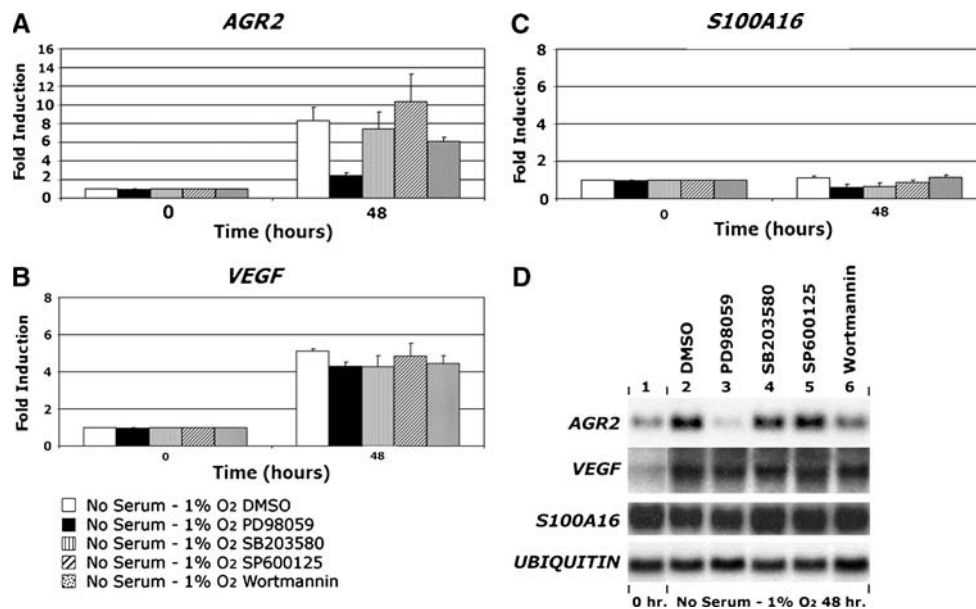 A
AGR2
Fold Induction
16
14
12
10
8
6
4
2
0
0
48
Time (hours)
B
VEGF
Fold Induction
8
6
4
2
0
0
48
Time (hours)
No Serum - 1% O2 DMSO
No Serum - 1% O2 PD98059
No Serum - 1% O2 SB203580
No Serum - 1% O2 SP600125
No Serum - 1% O2 Wortmannin
C
S100A16
Fold Induction
8
6
4
2
0
0
48
Time (hours)
D
DMSO
PD98059
SB203580
SP600125
Wortmannin
1 2 3 4 5 6
AGR2
VEGF
S100A16
UBIQUITIN
0 hr. No Serum - 1% O2 48 hr.